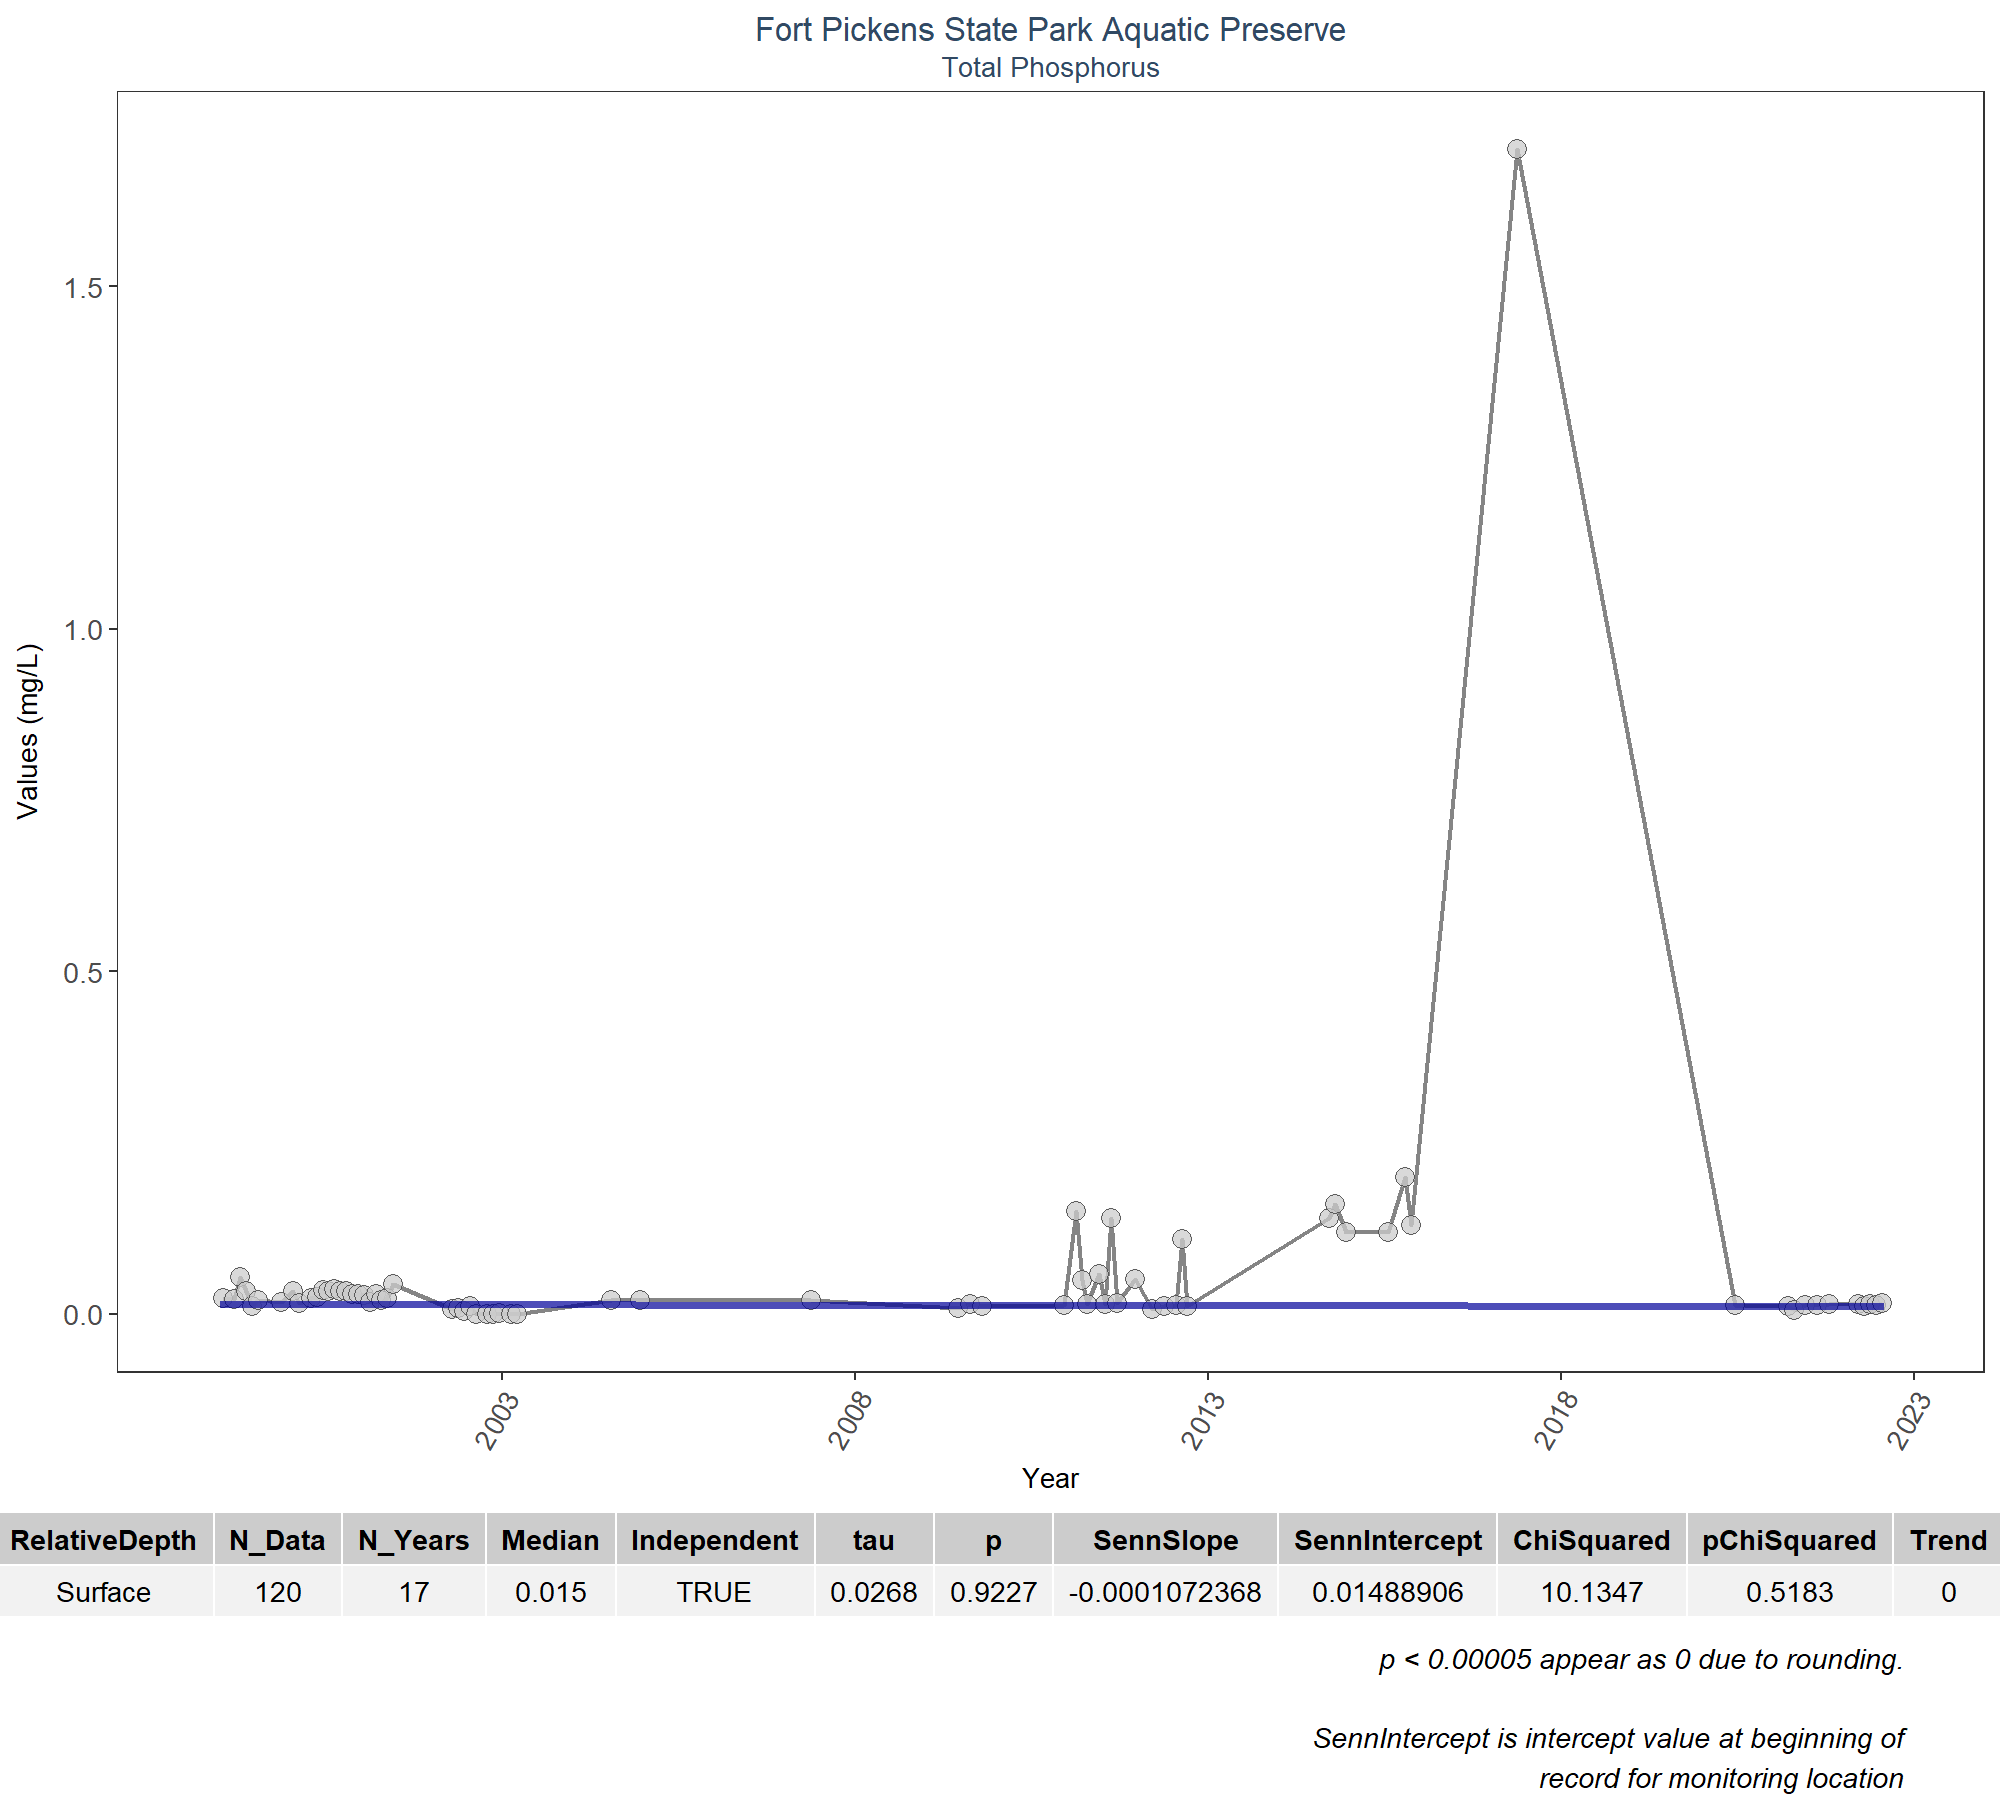 Fort Pickens State Park Aquatic Preserve
Total Phosphorus
Values (mg/L)
1.5
1.0
0.5
0.0
2003 2008 2013 2018 2023
Year
RelativeDepth N_Data N_Years Median Independent tau p SennSlope SennIntercept ChiSquared pChiSquared Trend
Surface 120 17 0.015 TRUE 0.0268 0.9227 -0.0001072368 0.01488906 10.1347 0.5183 0
p < 0.00005 appear as 0 due to rounding.
SennIntercept is intercept value at beginning of
record for monitoring location